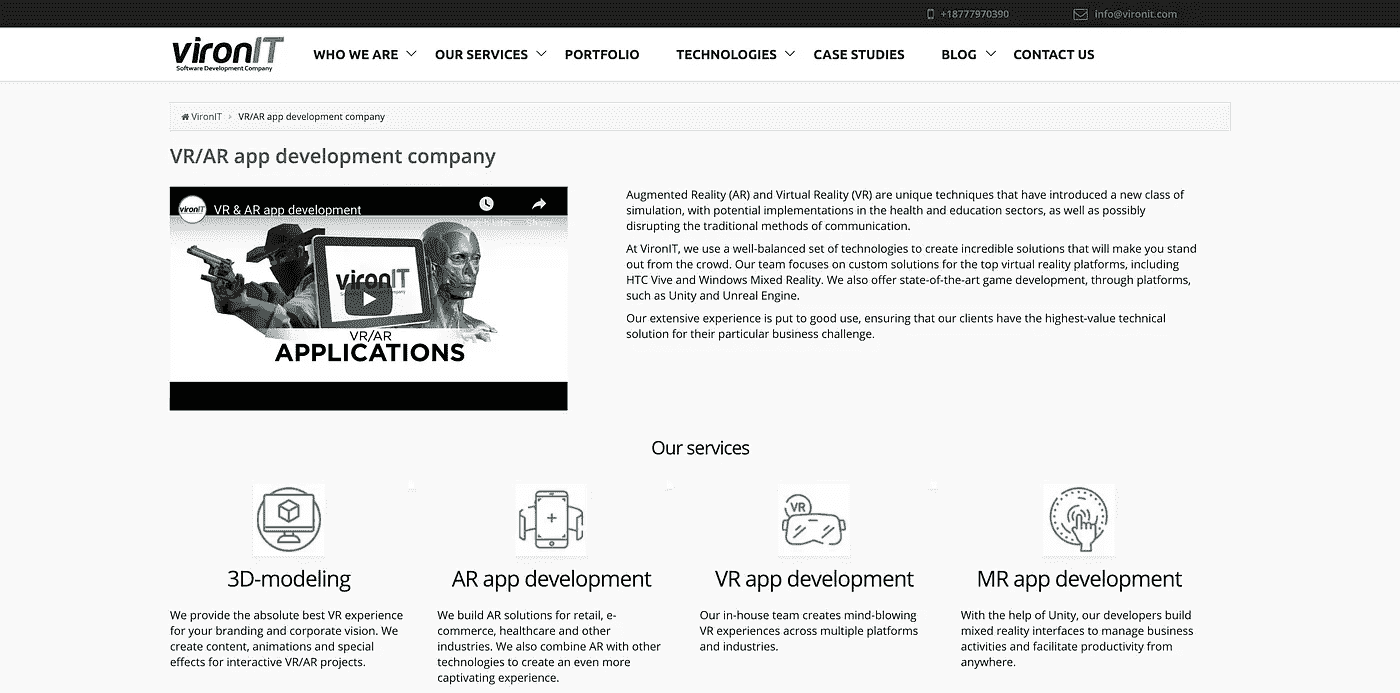 +18777970390 info@vironit.com
vironIT
Software Development Company
WHO WE ARE OUR SERVICES PORTFOLIO TECHNOLOGIES CASE STUDIES BLOG CONTACT US
VironIT > VR/AR app development company
VR/AR app development company
vironIT VR & AR app development
vironIT
VR/AR
APPLICATIONS
Augmented Reality (AR) and Virtual Reality (VR) are unique techniques that have introduced a new class of
simulation, with potential implementations in the health and education sectors, as well as possibly
disrupting the traditional methods of communication.
At VironIT, we use a well-balanced set of technologies to create incredible solutions that will make you stand
out from the crowd. Our team focuses on custom solutions for the top virtual reality platforms, including
HTC Vive and Windows Mixed Reality. We also offer state-of-the-art game development, through platforms,
such as Unity and Unreal Engine.
Our extensive experience is put to good use, ensuring that our clients have the highest-value technical
solution for their particular business challenge.
Our services
VR
3D-modeling
We provide the absolute best VR experience
for your branding and corporate vision. We
create content, animations and special
effects for interactive VR/AR projects.
AR app development
We build AR solutions for retail, e-
commerce, healthcare and other
industries. We also combine AR with other
technologies to create an even more
captivating experience.
VR app development
Our in-house team creates mind-blowing
VR experiences across multiple platforms
and industries.
MR app development
With the help of Unity, our developers build
mixed reality interfaces to manage business
activities and facilitate productivity from
anywhere.